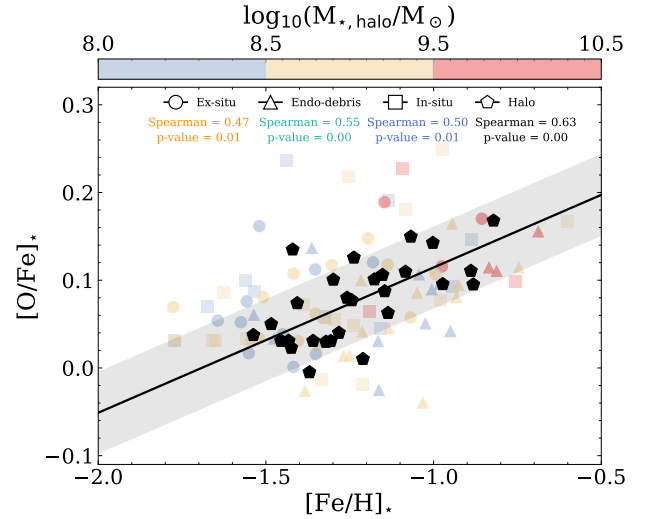 log₁₀(M⋆, halo/M⊙)
8.0 8.5 9.5 10.5
Ex-situ Endo-debris In-situ Halo
Spearman = 0.47 Spearman = 0.55 Spearman = 0.50 Spearman = 0.63
p-value = 0.01 p-value = 0.00 p-value = 0.01 p-value = 0.00
0.3
0.2
0.1
0.0
−0.1
[O/Fe]⋆
−2.0 −1.5 −1.0 −0.5
[Fe/H]⋆